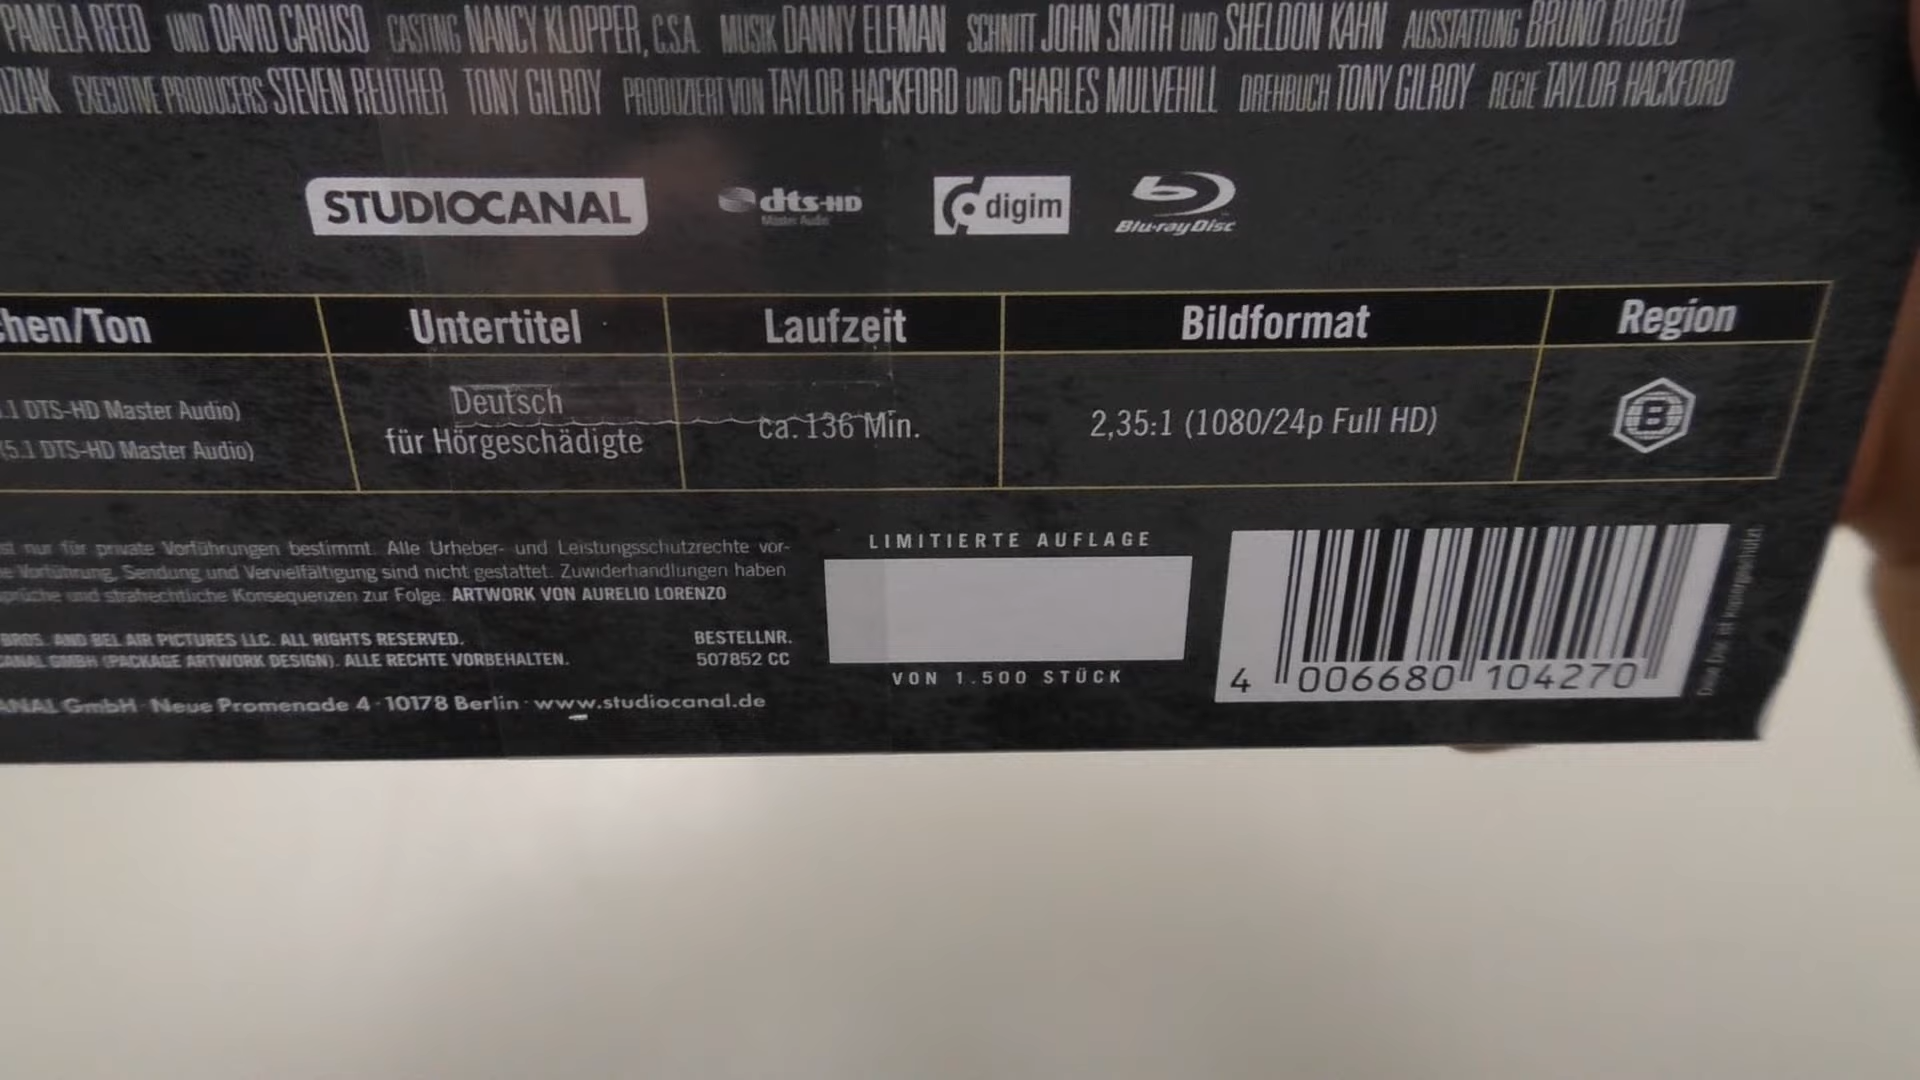 PAMELA REED UND DAVID CARUSO CASTING NANCY KLOPPER, C.S.A. MUSIK DANNY ELFMAN SCHNITT JOHN SMITH UND SHELDON KAHN AUSSTATTUNG BRUNO RUBEO
EXECUTIVE PRODUCERS STEVEN REUTHER TONY GILROY PRODUZIERT VON TAYLOR HACKFORD UND CHARLES MULVEHILL DREHBUCH TONY GILROY REGIE TAYLOR HACKFORD
STUDIOCANAL dts-HD Master Audio digim Blu-ray Disc
chen/Ton Untertitel Laufzeit Bildformat Region
.1 DTS-HD Master Audio) Deutsch ca. 136 Min. 2,35:1 (1080/24p Full HD) B
(5.1 DTS-HD Master Audio) für Hörgeschädigte
st nur für private Vorführungen bestimmt. Alle Urheber- und Leistungsschutzrechte vor-
e Vorführung, Sendung und Vervielfältigung sind nicht gestattet. Zuwiderhandlungen haben
sprüche und strafrechtliche Konsequenzen zur Folge. ARTWORK VON AURELIO LORENZO
BROS. AND BEL AIR PICTURES LLC. ALL RIGHTS RESERVED.
CANAL GMBH (PACKAGE ARTWORK DESIGN). ALLE RECHTE VORBEHALTEN.
BESTELLNR.
507852 CC
ANAL GmbH · Neue Promenade 4 · 10178 Berlin · www.studiocanal.de
LIMITIERTE AUFLAGE
VON 1.500 STÜCK
4 006680 104270